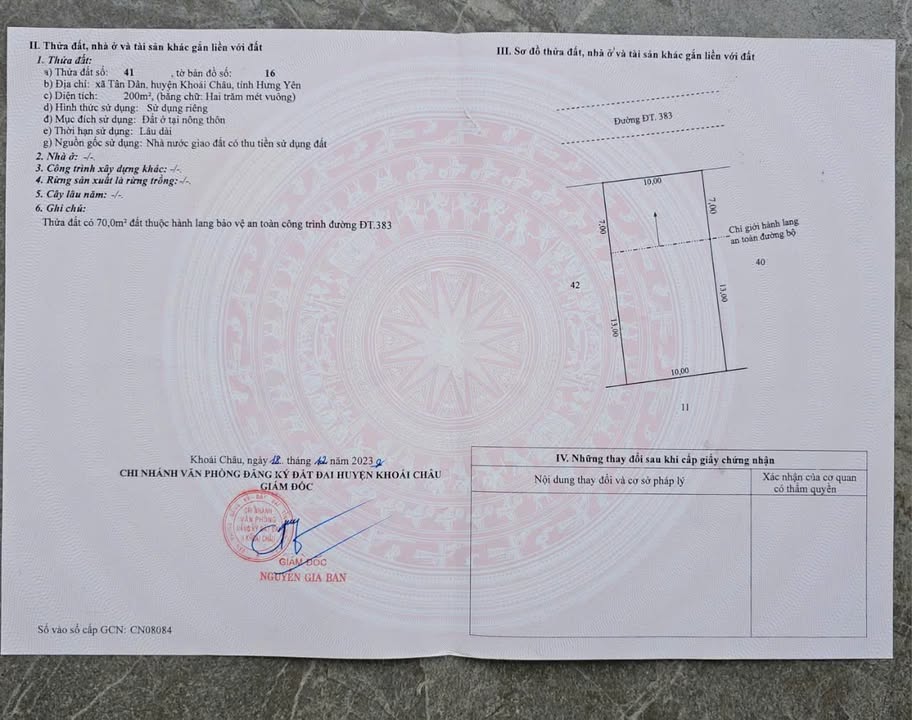 II. Thửa đất, nhà ở và tài sản khác gắn liền với đất
1. Thửa đất:
a) Thửa đất số: 41 , tờ bản đồ số: 16
b) Địa chỉ: xã Tân Dân, huyện Khoái Châu, tỉnh Hưng Yên
c) Diện tích: 200m², (bằng chữ: Hai trăm mét vuông)
d) Hình thức sử dụng: Sử dụng riêng
đ) Mục đích sử dụng: Đất ở tại nông thôn
e) Thời hạn sử dụng: Lâu dài
g) Nguồn gốc sử dụng: Nhà nước giao đất có thu tiền sử dụng đất
2. Nhà ở: -/-
3. Công trình xây dựng khác: -/-
4. Rừng sản xuất là rừng trồng: -/-
5. Cây lâu năm: -/-
6. Ghi chú:
Thửa đất có 70,0m² đất thuộc hành lang bảo vệ an toàn công trình đường ĐT.383
Khoái Châu, ngày 18 tháng 12 năm 2023
CHI NHÁNH VĂN PHÒNG ĐĂNG KÝ ĐẤT ĐAI HUYỆN KHOÁI CHÂU
GIÁM ĐỐC
CHI NHÁNH
VĂN PHÒNG
GIÁM ĐỐC
NGUYỄN GIA BAN
Số vào sổ cấp GCN: CN08084
III. Sơ đồ thửa đất, nhà ở và tài sản khác gắn liền với đất
Đường ĐT. 383
10,00
7,00
7,00
Chỉ giới hành lang
an toàn đường bộ
40
42
13,00
13,00
10,00
11
IV. Những thay đổi sau khi cấp giấy chứng nhận
Nội dung thay đổi và cơ sở pháp lý
Xác nhận của cơ quan
có thẩm quyền